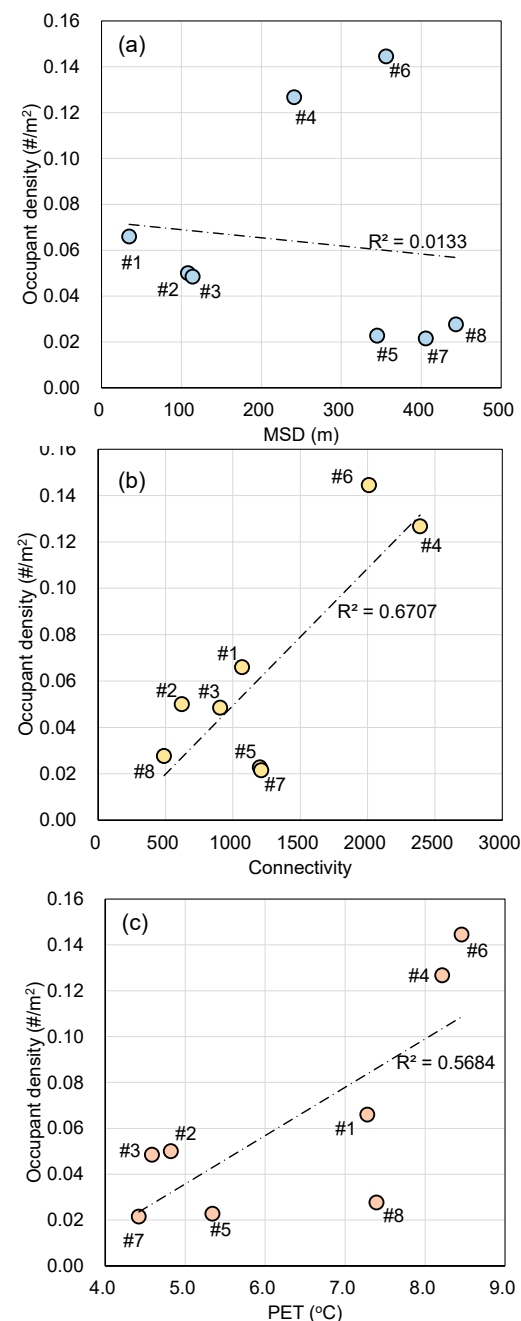 (a)
Occupant density (#/m²)
0.16
0.14
0.12
0.10
0.08
0.06
0.04
0.02
0.00
#6
#4
R² = 0.0133
#1
#2 #3
#5 #7 #8
0 100 200 300 400 500
MSD (m)
(b)
Occupant density (#/m²)
0.16
0.14
0.12
0.10
0.08
0.06
0.04
0.02
0.00
#6
#4
R² = 0.6707
#1
#2 #3
#5
#8 #7
0 500 1000 1500 2000 2500 3000
Connectivity
(c)
Occupant density (#/m²)
0.16
0.14
0.12
0.10
0.08
0.06
0.04
0.02
0.00
#6
#4
R² = 0.5684
#1
#3 #2
#7 #5 #8
4.0 5.0 6.0 7.0 8.0 9.0
PET (°C)